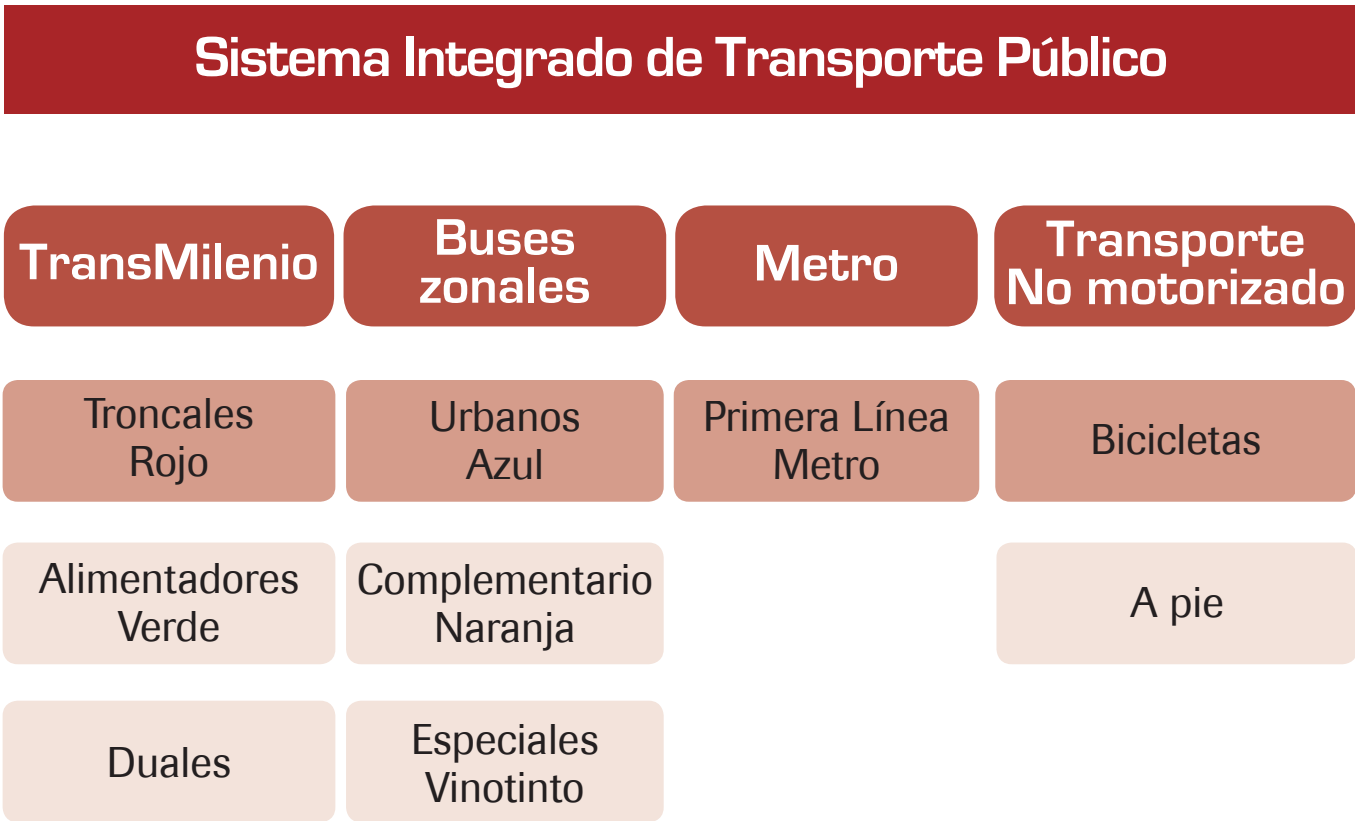 Sistema Integrado de Transporte Público
TransMilenio
Buses
zonales
Metro
Transporte
No motorizado
Troncales
Rojo
Urbanos
Azul
Primera Línea
Metro
Bicicletas
Alimentadores
Verde
Complementario
Naranja
A pie
Duales
Especiales
Vinotinto